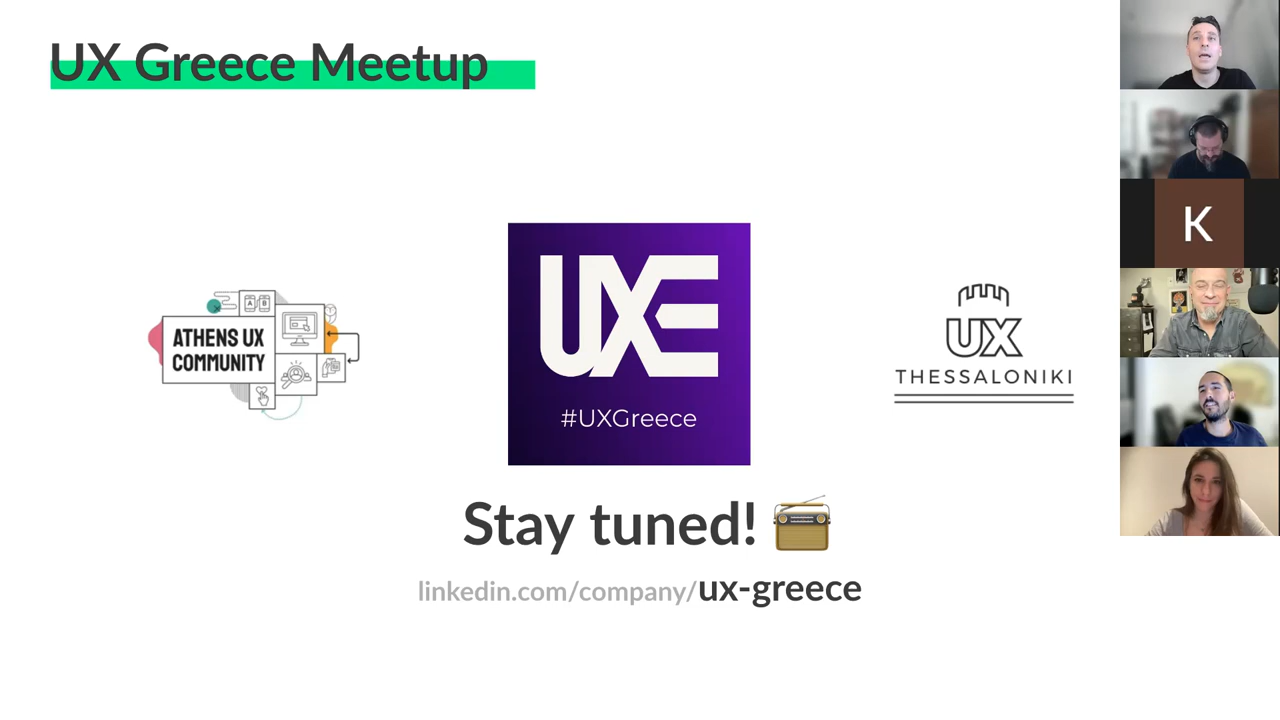 UX Greece Meetup
A B
ATHENS UX
COMMUNITY
UXE
#UXGreece
UX
THESSALONIKI
Stay tuned!
linkedin.com/company/ux-greece
K